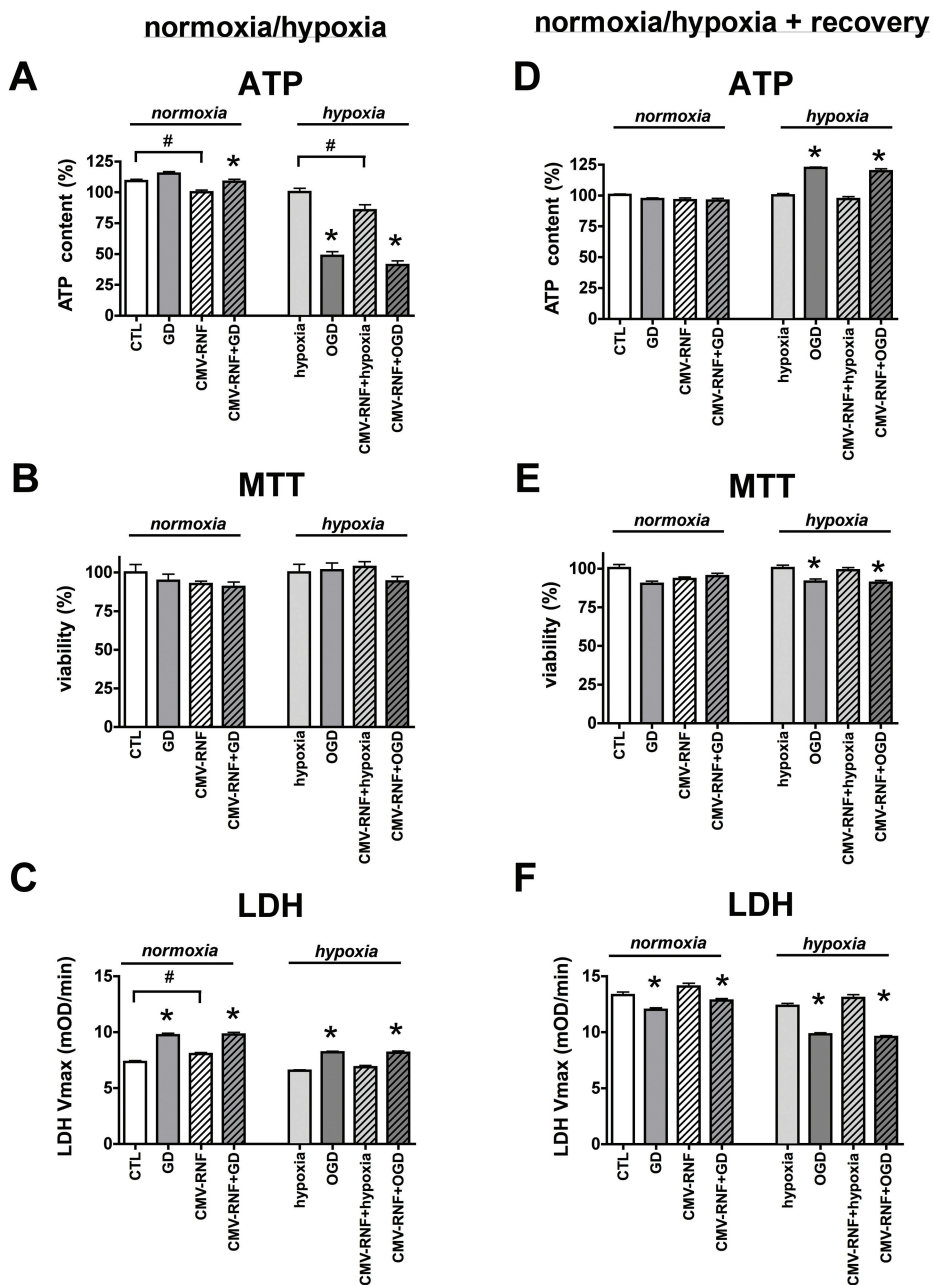 normoxia/hypoxia
normoxia/hypoxia + recovery
A
ATP
normoxia
hypoxia
#
*
#
*
*
ATP content (%)
125
100
75
50
25
0
CTL
GD
CMV-RNF
CMV-RNF+GD
hypoxia
OGD
CMV-RNF+hypoxia
CMV-RNF+OGD
D
ATP
normoxia
hypoxia
*
*
ATP content (%)
125
100
75
50
25
0
CTL
GD
CMV-RNF
CMV-RNF+GD
hypoxia
OGD
CMV-RNF+hypoxia
CMV-RNF+OGD
B
MTT
normoxia
hypoxia
viability (%)
100
75
50
25
0
CTL
GD
CMV-RNF
CMV-RNF+GD
hypoxia
OGD
CMV-RNF+hypoxia
CMV-RNF+OGD
E
MTT
normoxia
hypoxia
*
*
viability (%)
100
75
50
25
0
CTL
GD
CMV-RNF
CMV-RNF+GD
hypoxia
OGD
CMV-RNF+hypoxia
CMV-RNF+OGD
C
LDH
normoxia
hypoxia
#
*
*
*
*
LDH Vmax (mOD/min)
15
10
5
0
CTL
GD
CMV-RNF
CMV-RNF+GD
hypoxia
OGD
CMV-RNF+hypoxia
CMV-RNF+OGD
F
LDH
normoxia
hypoxia
*
*
*
*
LDH Vmax (mOD/min)
15
10
5
0
CTL
GD
CMV-RNF
CMV-RNF+GD
hypoxia
OGD
CMV-RNF+hypoxia
CMV-RNF+OGD